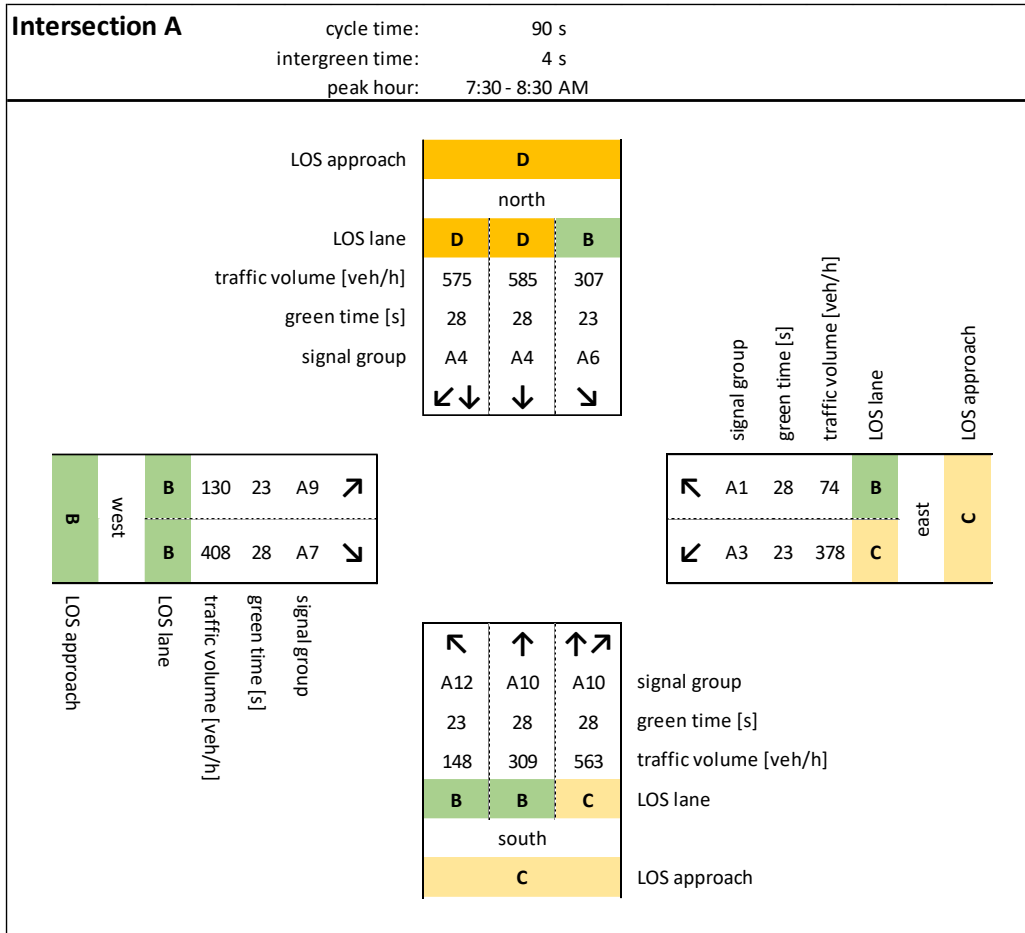 Intersection A
cycle time: 90 s
intergreen time: 4 s
peak hour: 7:30 - 8:30 AM
LOS approach D
north
LOS lane D D B
traffic volume [veh/h] 575 585 307
green time [s] 28 28 23
signal group A4 A4 A6
signal group
green time [s]
traffic volume [veh/h]
LOS lane
LOS approach
B
west
B 130 23 A9
B 408 28 A7
A1 28 74 B
A3 23 378 C
east
C
LOS approach
LOS lane
traffic volume [veh/h]
green time [s]
signal group
A12 A10 A10 signal group
23 28 28 green time [s]
148 309 563 traffic volume [veh/h]
B B C LOS lane
south
C LOS approach